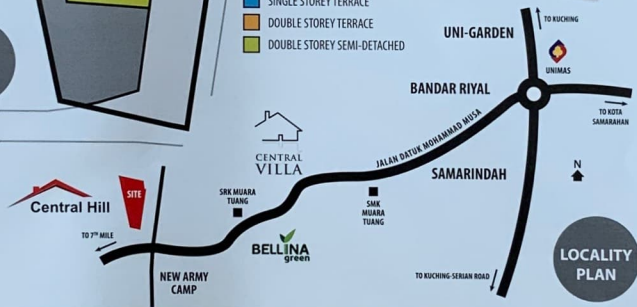 SINGLE STOREY TERRACE
DOUBLE STOREY TERRACE
DOUBLE STOREY SEMI-DETACHED
TO KUCHING
UNI-GARDEN
UNIMAS
BANDAR RIYAL
TO KOTA
SAMARAHAN
JALAN DATUK MOHAMMAD MUSA
CENTRAL
VILLA
SAMARINDAH
N
SITE
Central Hill
SRK MUARA
TUANG
SMK
MUARA
TUANG
TO 7TH MILE
BELLINA
green
NEW ARMY
CAMP
TO KUCHING-SERIAN ROAD
LOCALITY
PLAN